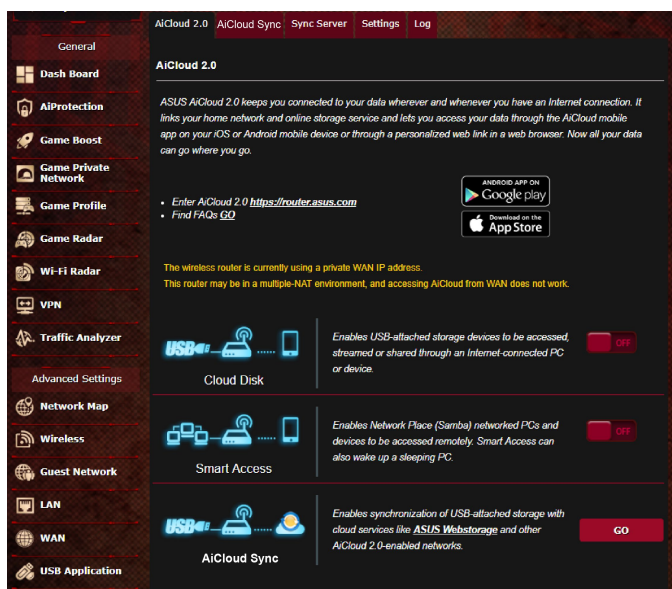 AiCloud 2.0
AiCloud Sync
Sync Server
Settings
Log
General
Dash Board
AiProtection
Game Boost
Game Private
Network
Game Profile
Game Radar
Wi-Fi Radar
VPN
Traffic Analyzer
Advanced Settings
Network Map
Wireless
Guest Network
LAN
WAN
USB Application
AiCloud 2.0
ASUS AiCloud 2.0 keeps you connected to your data wherever and whenever you have an Internet connection. It
links your home network and online storage service and lets you access your data through the AiCloud mobile
app on your iOS or Android mobile device or through a personalized web link in a web browser. Now all your data
can go where you go.
• Enter AiCloud 2.0 https://router.asus.com
• Find FAQs GO
ANDROID APP ON
Google play
Download on the
App Store
The wireless router is currently using a private WAN IP address.
This router may be in a multiple-NAT environment, and accessing AiCloud from WAN does not work.
USB
Cloud Disk
Enables USB-attached storage devices to be accessed,
streamed or shared through an Internet-connected PC
or device.
OFF
Smart Access
Enables Network Place (Samba) networked PCs and
devices to be accessed remotely. Smart Access can
also wake up a sleeping PC.
OFF
USB
AiCloud Sync
Enables synchronization of USB-attached storage with
cloud services like ASUS Webstorage and other
AiCloud 2.0-enabled networks.
GO